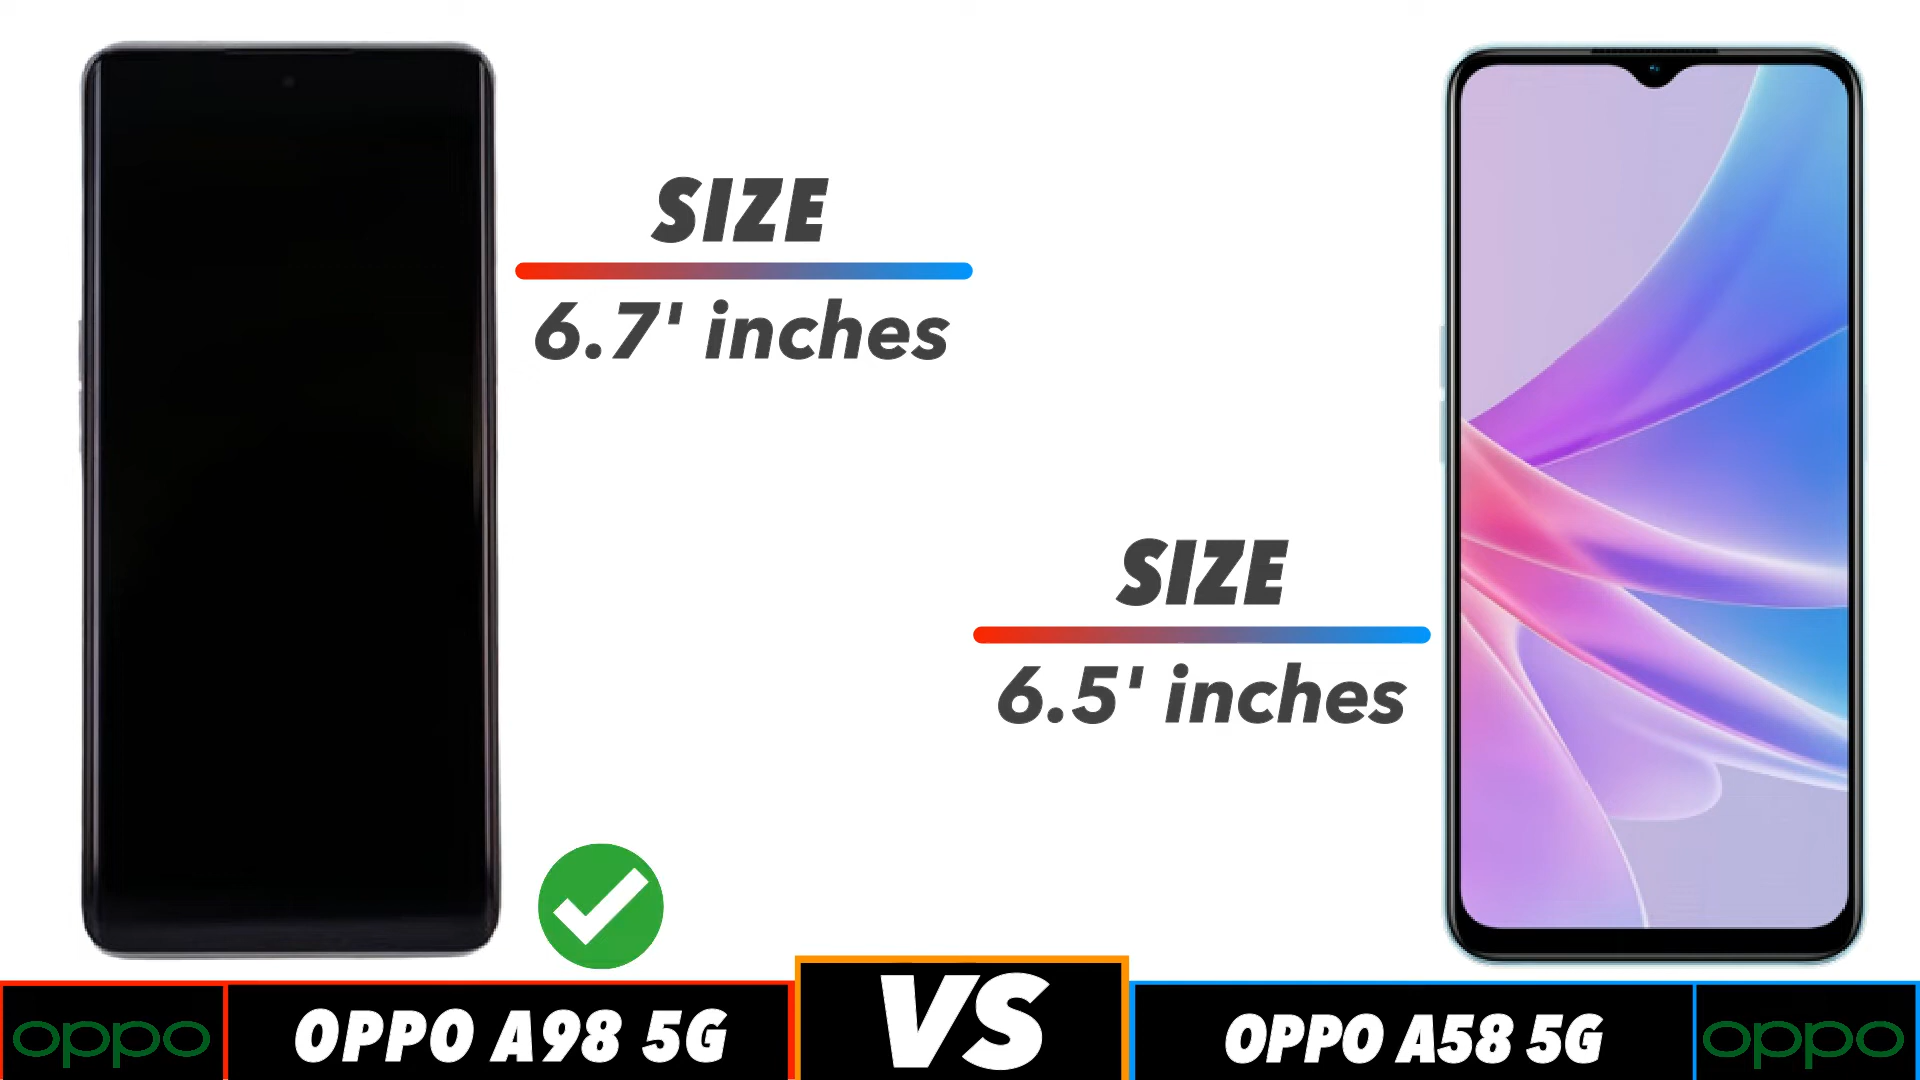 SIZE
6.7' inches
SIZE
6.5' inches
oppo
OPPO A98 5G
VS
OPPO A58 5G
oppo